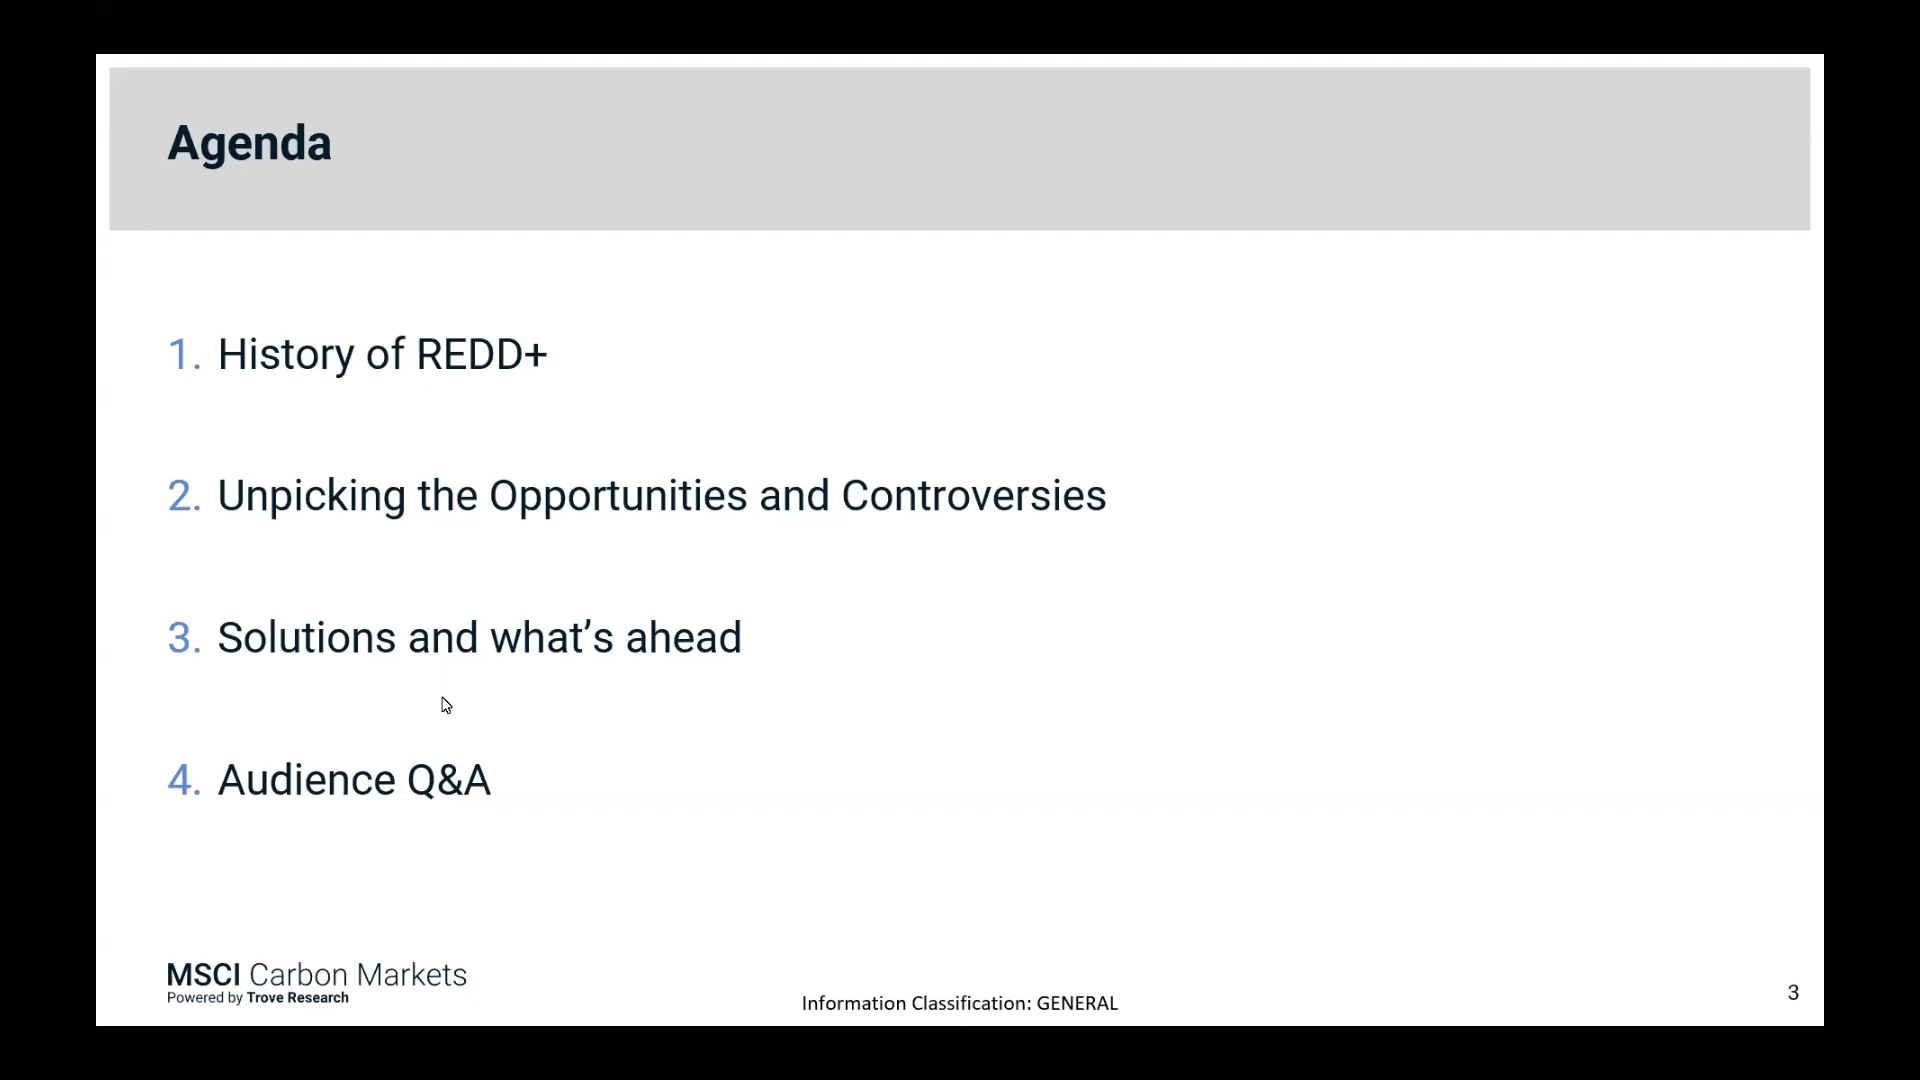 Agenda
1. History of REDD+
2. Unpicking the Opportunities and Controversies
3. Solutions and what’s ahead
4. Audience Q&A
MSCI Carbon Markets
Powered by Trove Research
Information Classification: GENERAL
3